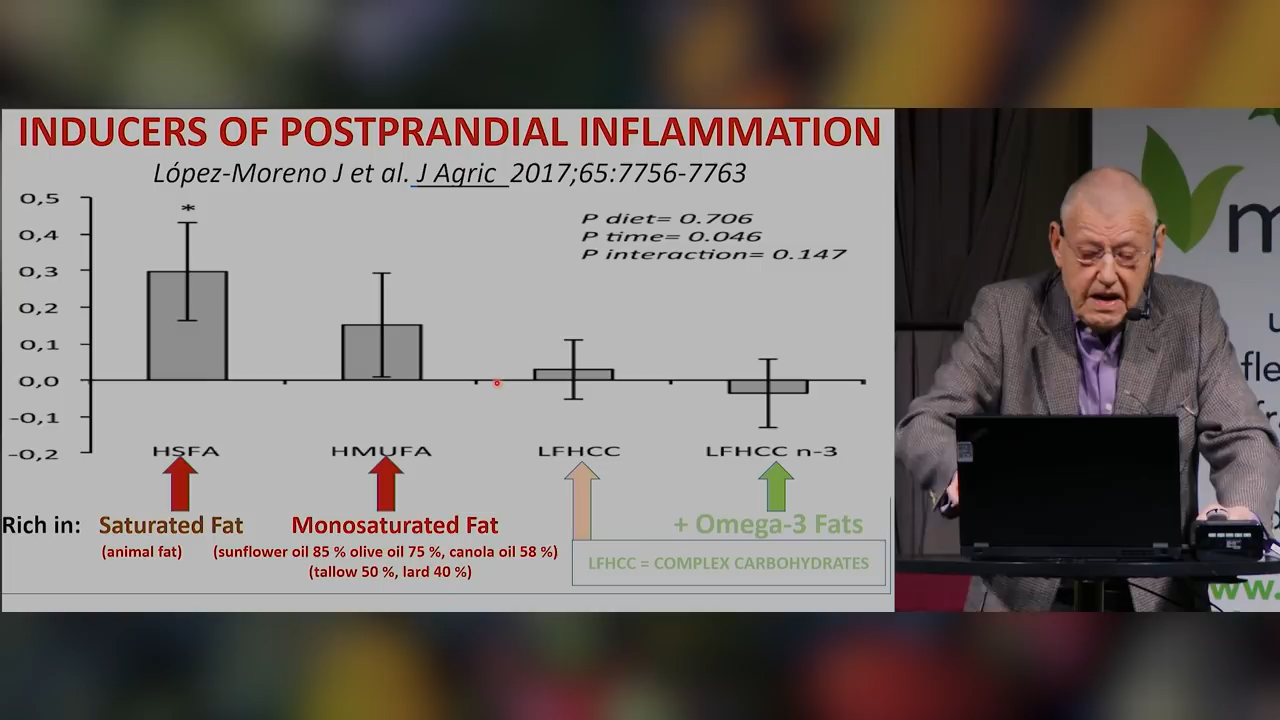 INDUCERS OF POSTPRANDIAL INFLAMMATION
López-Moreno J et al. J Agric 2017;65:7756-7763
0,5
0,4
0,3
0,2
0,1
0,0
-0,1
-0,2
*
P diet= 0.706
P time= 0.046
P interaction= 0.147
HSFA
HMUFA
LFHCC
LFHCC n-3
Rich in:
Saturated Fat
Monosaturated Fat
+ Omega-3 Fats
(animal fat)
(sunflower oil 85 % olive oil 75 %, canola oil 58 %)
(tallow 50 %, lard 40 %)
LFHCC = COMPLEX CARBOHYDRATES
m
fle
www.